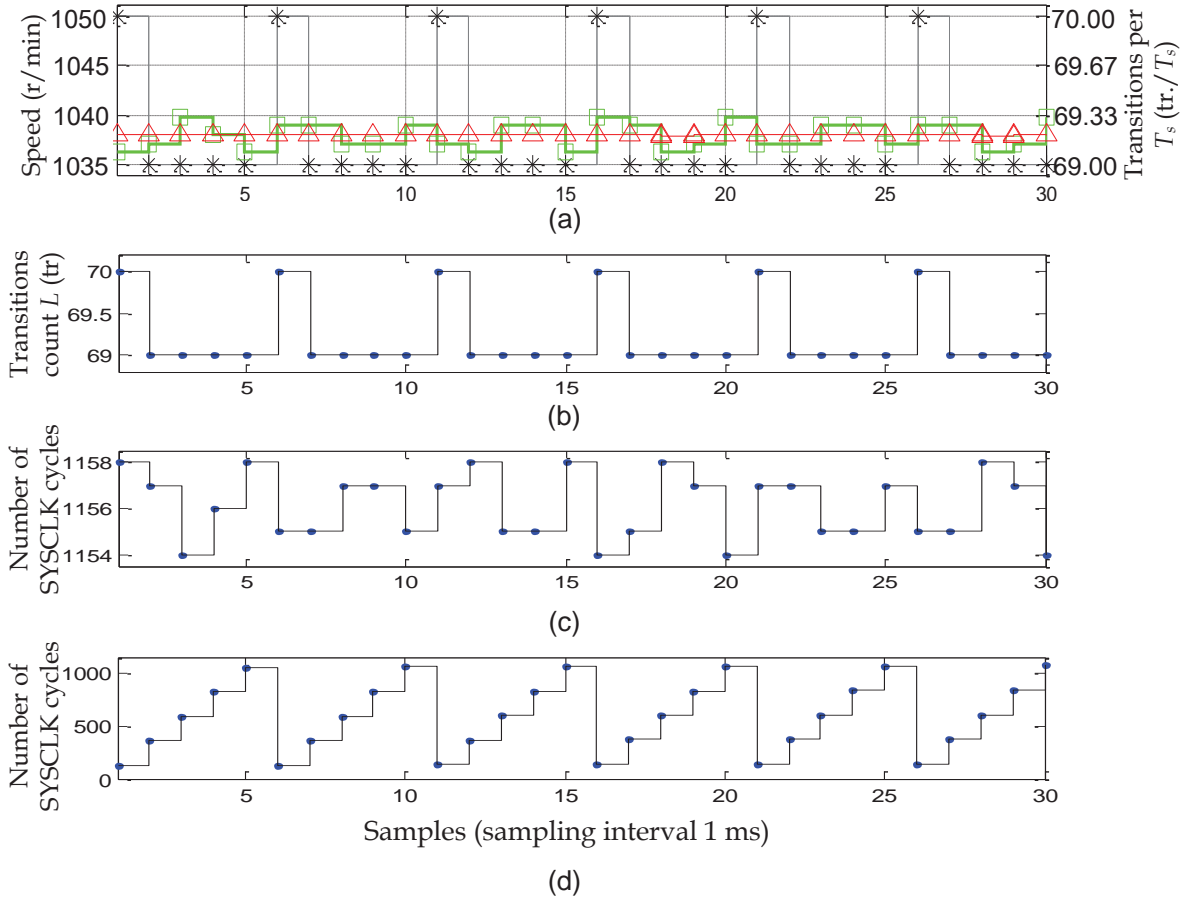 Speed (r/min)
1050
1045
1040
1035
70.00
69.67
69.33
69.00
Transitions per
T_s (tr./T_s)
5
10
15
20
25
30
(a)
Transitions
count L (tr)
70
69.5
69
5
10
15
20
25
30
(b)
Number of
SYSCLK cycles
1158
1156
1154
5
10
15
20
25
30
(c)
Number of
SYSCLK cycles
1000
500
0
5
10
15
20
25
30
Samples (sampling interval 1 ms)
(d)